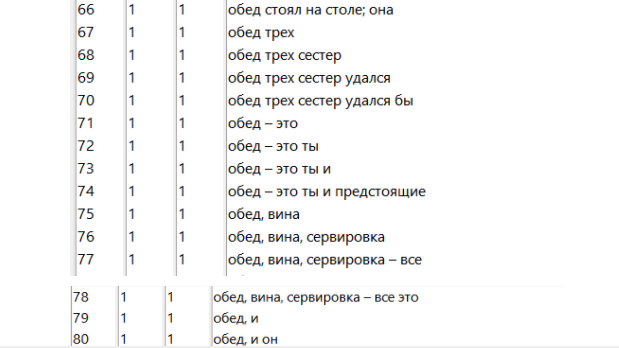 66 1 1 обед стоял на столе; она
67 1 1 обед трех
68 1 1 обед трех сестер
69 1 1 обед трех сестер удался
70 1 1 обед трех сестер удался бы
71 1 1 обед – это
72 1 1 обед – это ты
73 1 1 обед – это ты и
74 1 1 обед – это ты и предстоящие
75 1 1 обед, вина
76 1 1 обед, вина, сервировка
77 1 1 обед, вина, сервировка – все
78 1 1 обед, вина, сервировка – все это
79 1 1 обед, и
80 1 1 обед, и он